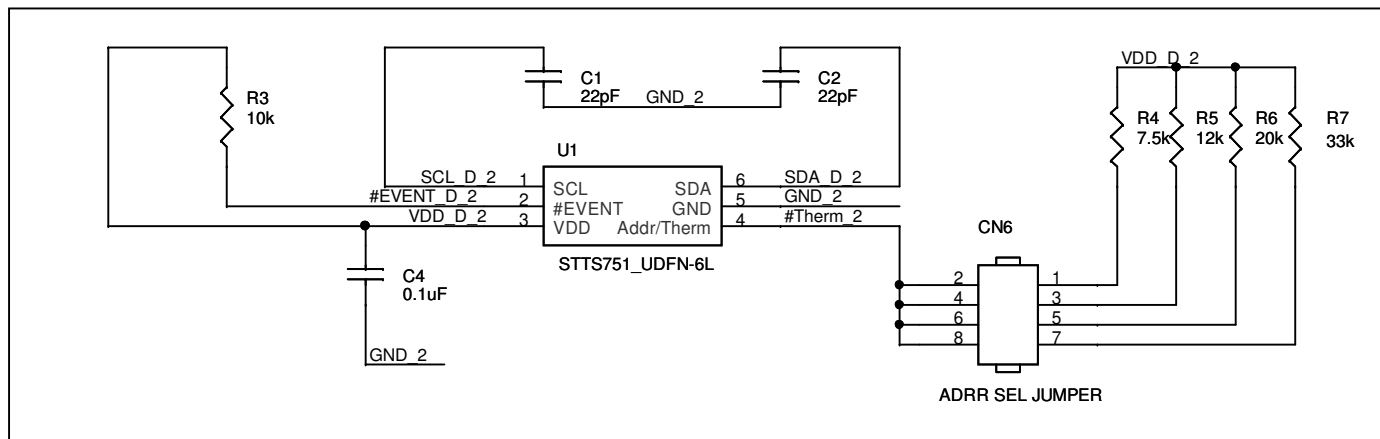 C1
22pF
C2
22pF
GND_2
VDD_D_2
R3
10k
R4
7.5k
R5
12k
R6
20k
R7
33k
U1
SCL_D_2
1
SCL
SDA
6
SDA_D_2
#EVENT_D_2
2
#EVENT
GND
5
GND_2
VDD_D_2
3
VDD
Addr/Therm
4
#Therm_2
STTS751_UDFN-6L
C4
0.1uF
GND_2
CN6
2
1
4
3
6
5
8
7
ADRR SEL JUMPER